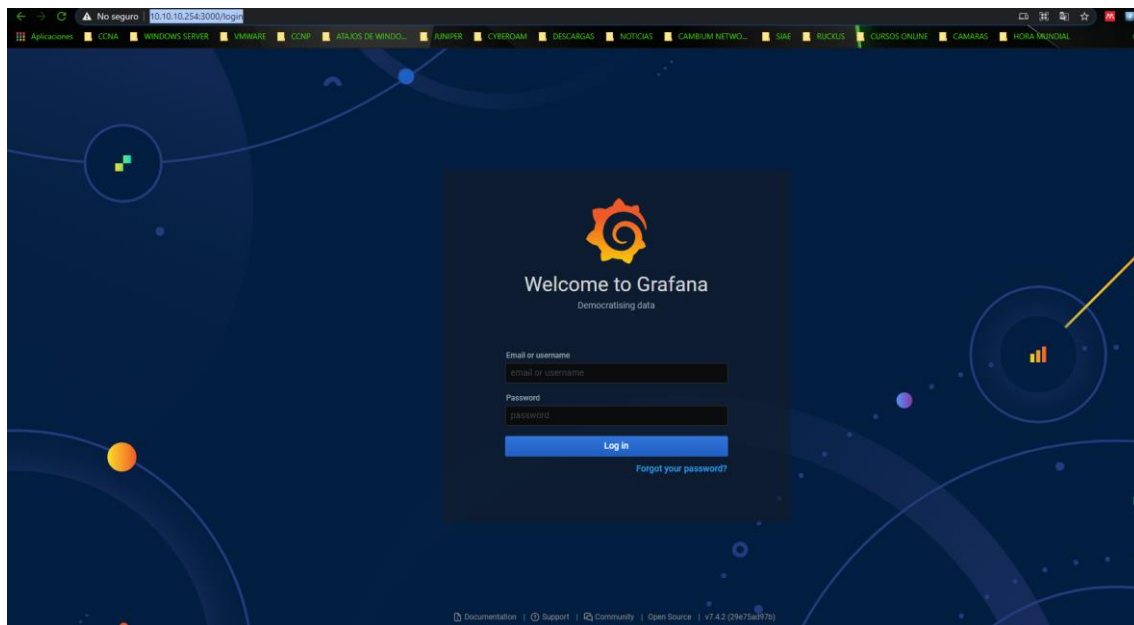 No seguro | 10.10.10.254:3000/login
Aplicaciones CCNA WINDOWS SERVER VMWARE CCNP ATAJOS DE WINDO... JUNIPER CYBEROAM DESCARGAS NOTICIAS CAMBIUM NETWO... SIAE RUCKUS CURSOS ONLINE CAMARAS HORA MUNDIAL
Welcome to Grafana
Democratising data
Email or username
email or username
Password
password
Log in
Forgot your password?
Documentation | Support | Community | Open Source | v7.4.2 (29e75ad97b)